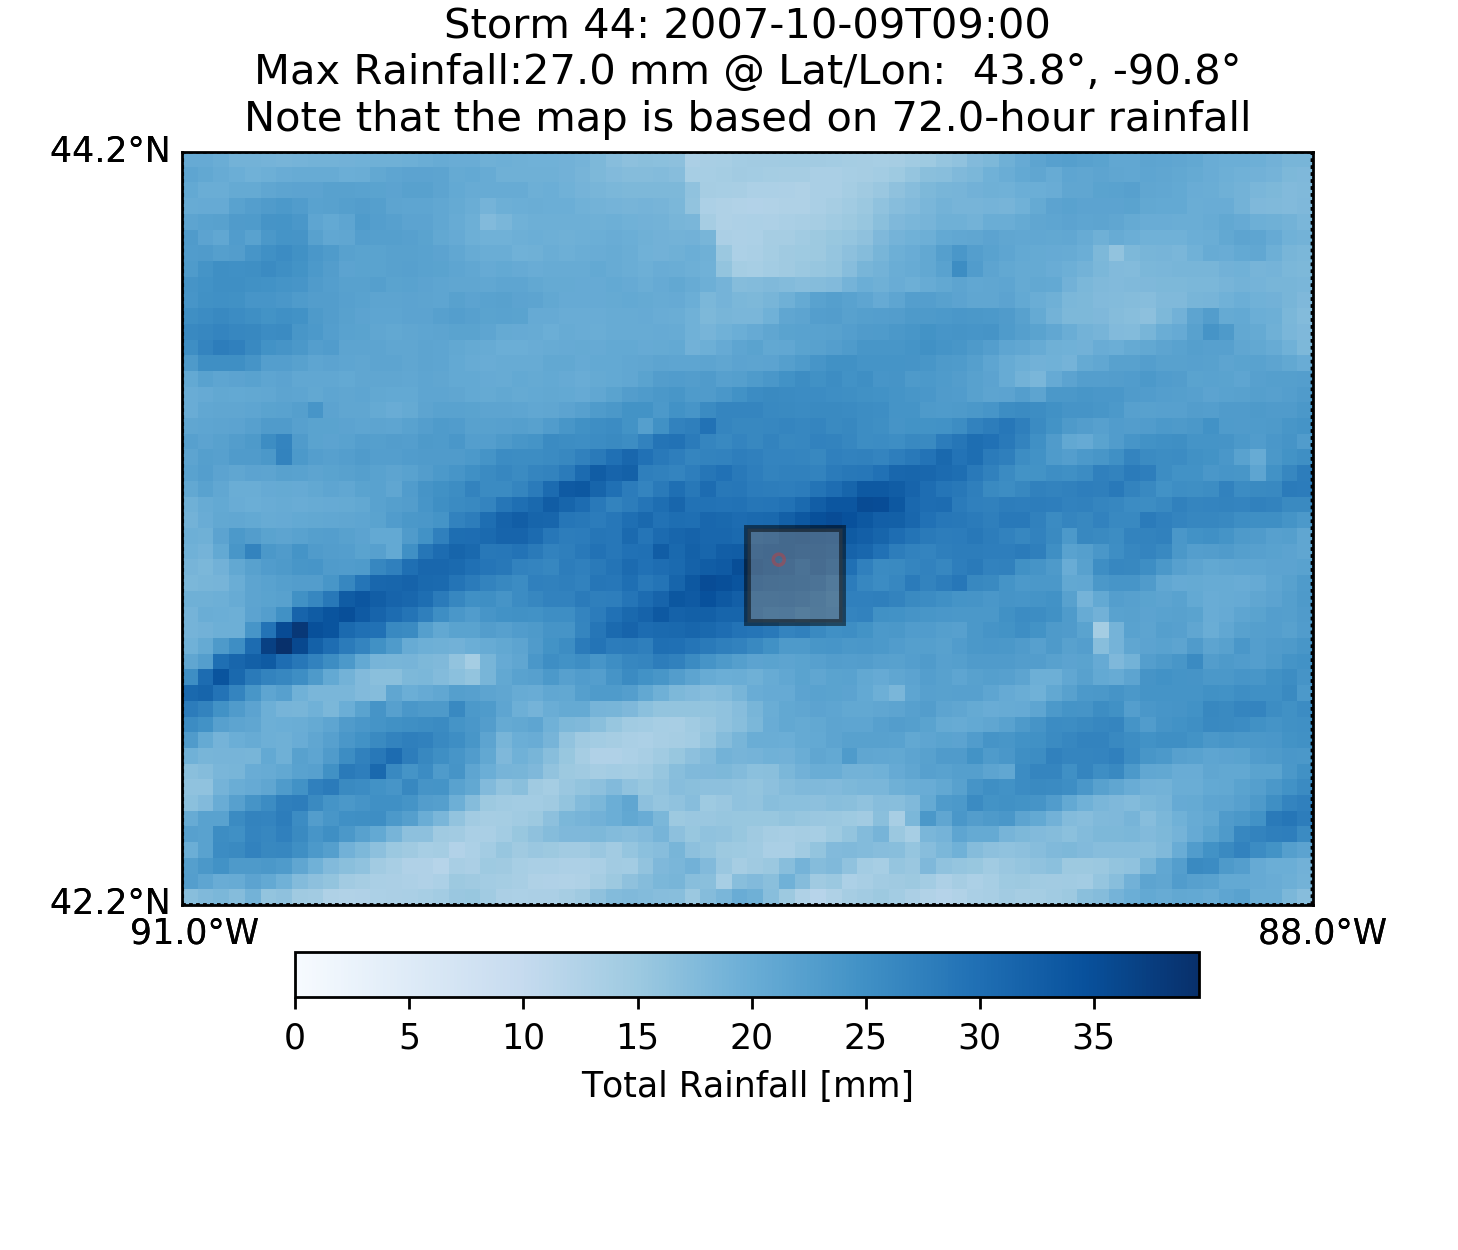 Storm 44: 2007-10-09T09:00
Max Rainfall:27.0 mm @ Lat/Lon:  43.8°, -90.8°
Note that the map is based on 72.0-hour rainfall
44.2°N
42.2°N
91.0°W 88.0°W
0 5 10 15 20 25 30 35
Total Rainfall [mm]